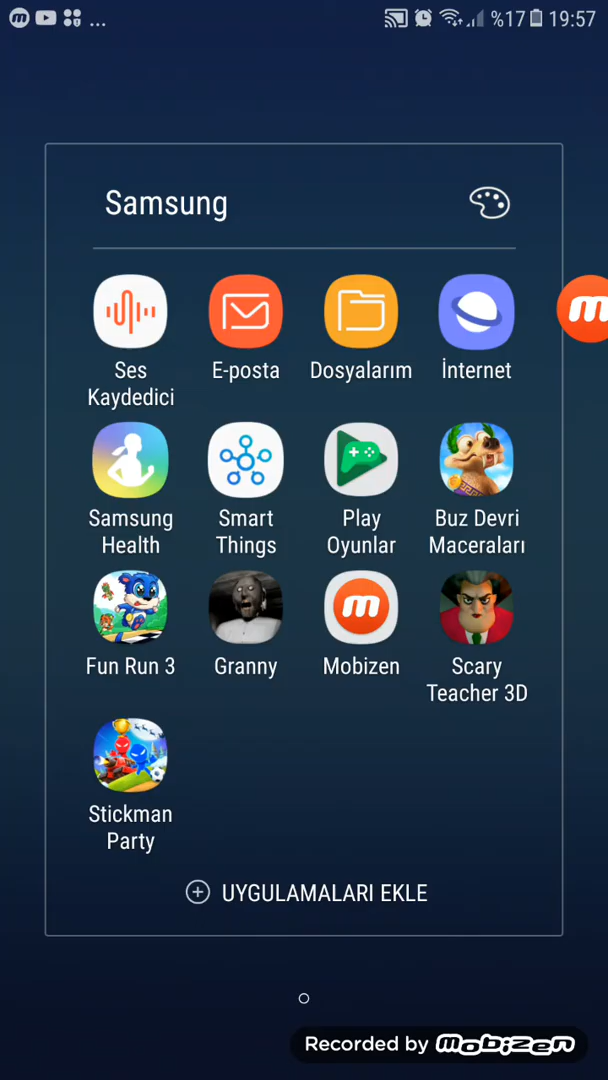 ... %17 19:57
Samsung
Ses E-posta Dosyalarım İnternet
Kaydedici
Samsung Smart Play Buz Devri
Health Things Oyunlar Maceraları
Fun Run 3 Granny Mobizen Scary
Teacher 3D
Stickman
Party
UYGULAMALARI EKLE
Recorded by mobizen